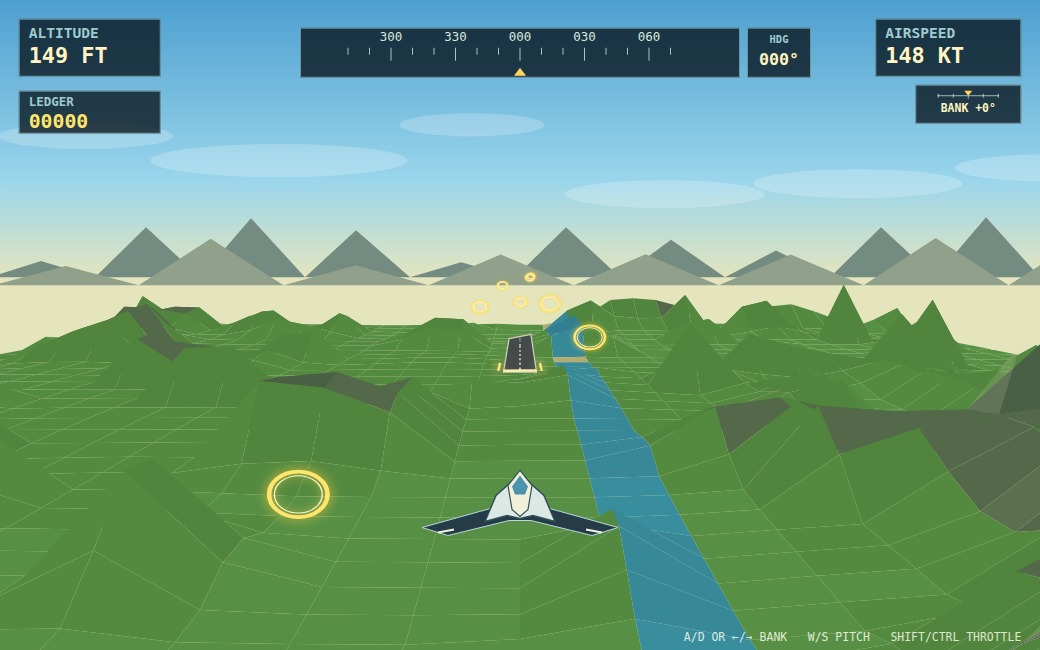 ALTITUDE
149 FT
LEDGER
00000
300 330 000 030 060
HDG
000°
AIRSPEED
148 KT
BANK +0°
A/D OR ←/→ BANK W/S PITCH SHIFT/CTRL THROTTLE